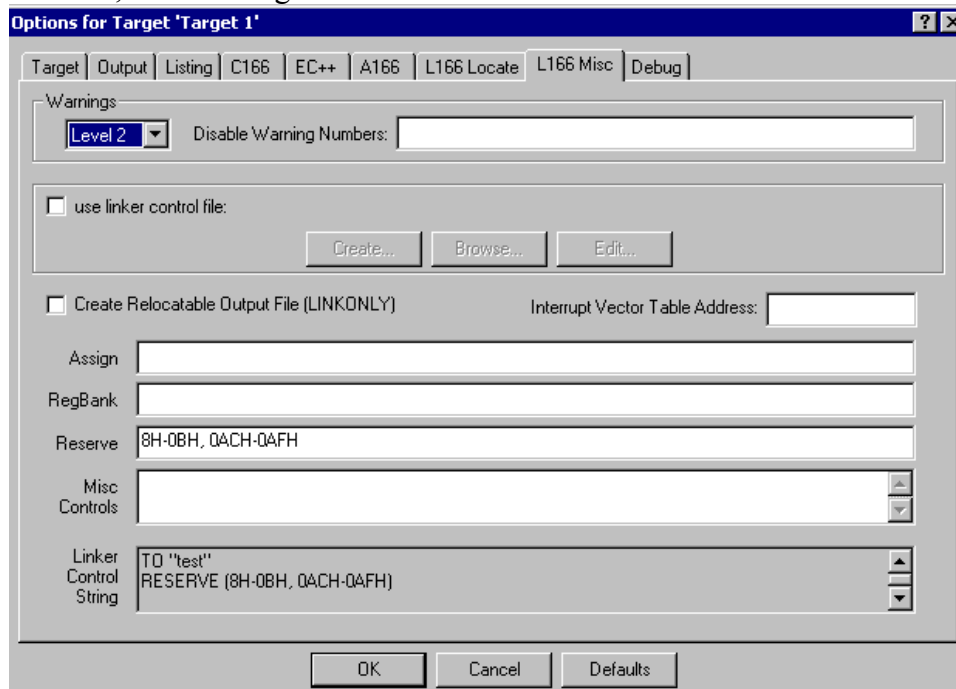 Options for Target 'Target 1'
? X
Target Output Listing C166 EC++ A166 L166 Locate L166 Misc Debug
Warnings
Level 2 Disable Warning Numbers:
use linker control file:
Create... Browse... Edit...
Create Relocatable Output File (LINKONLY) Interrupt Vector Table Address:
Assign
RegBank
Reserve 8H-0BH, 0ACH-0AFH
Misc
Controls
Linker
Control
String
TO "test"
RESERVE (8H-0BH, 0ACH-0AFH)
OK Cancel Defaults